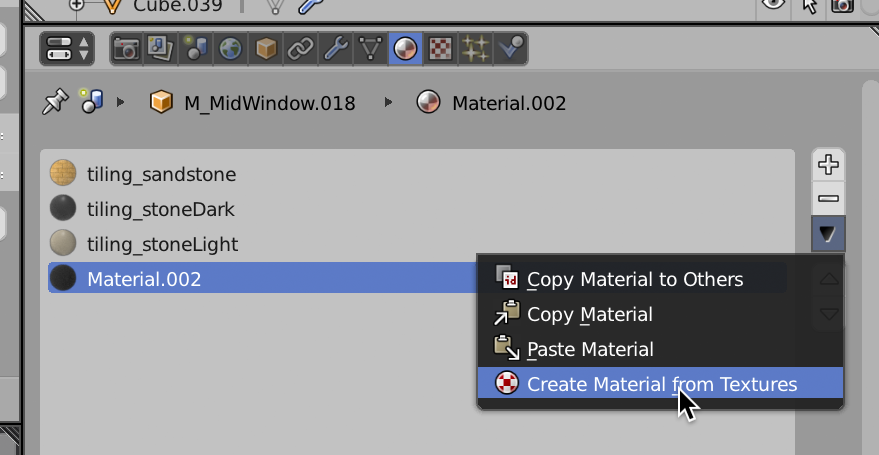 Cube.039
M_MidWindow.018 Material.002
tiling_sandstone
tiling_stoneDark
tiling_stoneLight
Material.002
Copy Material to Others
Copy Material
Paste Material
Create Material from Textures